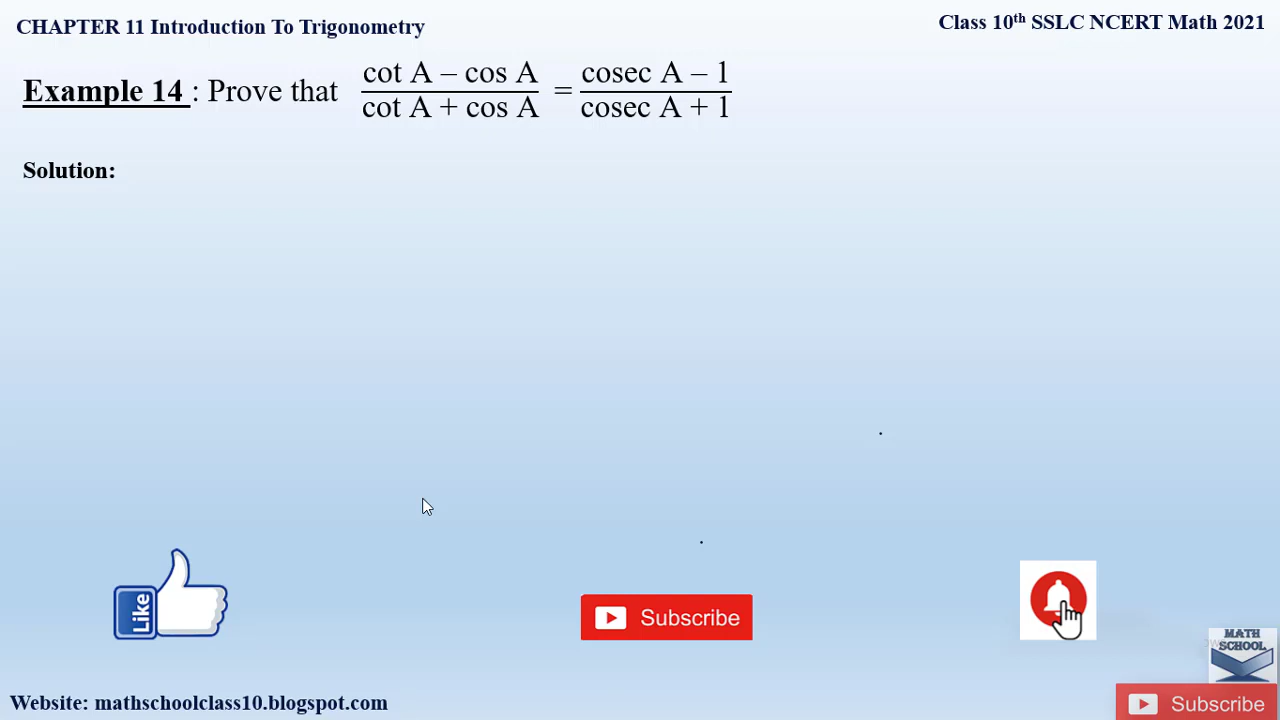 CHAPTER 11 Introduction To Trigonometry
Class 10th SSLC NCERT Math 2021
Example 14 : Prove that cot A – cos A / cot A + cos A = cosec A – 1 / cosec A + 1
Solution:
Like
Subscribe
MATH
SCHOOL
Website: mathschoolclass10.blogspot.com
Subscribe